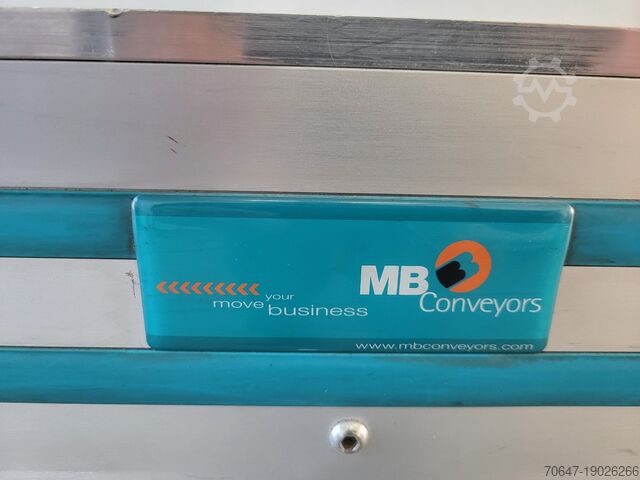 MB
Conveyors
move your business
www.mbconveyors.com
70647-19026266